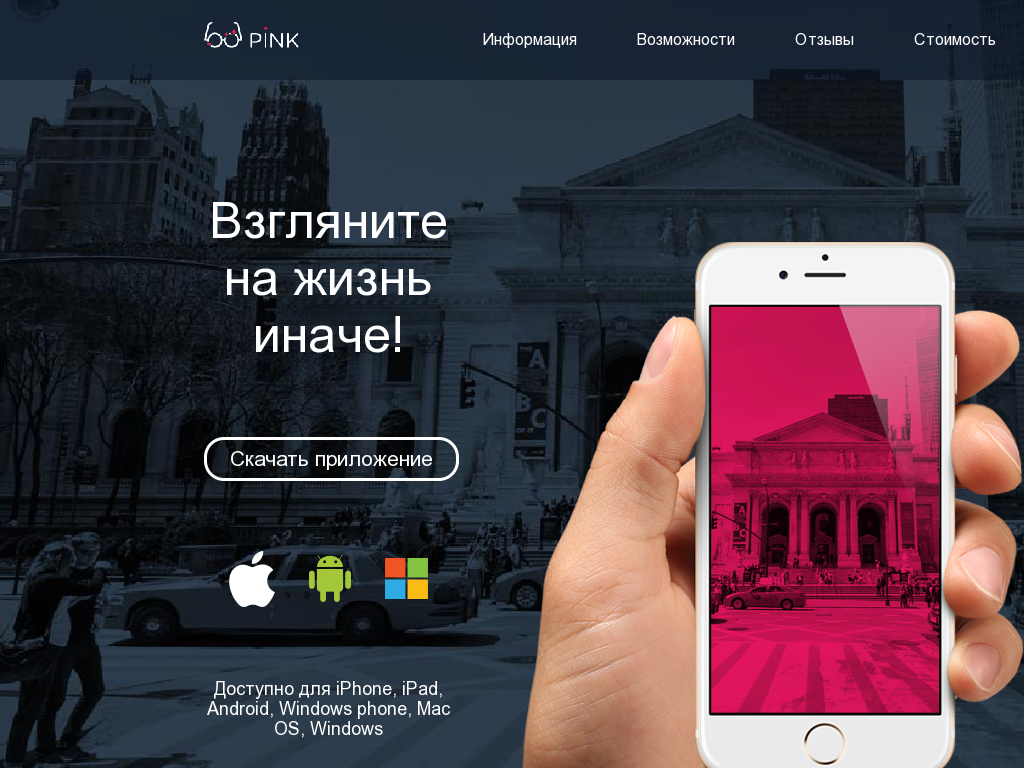 PINK
Информация
Возможности
Отзывы
Стоимость
Взгляните
на жизнь
иначе!
Скачать приложение
Доступно для iPhone, iPad,
Android, Windows phone, Mac
OS, Windows
A
B
C
A
B